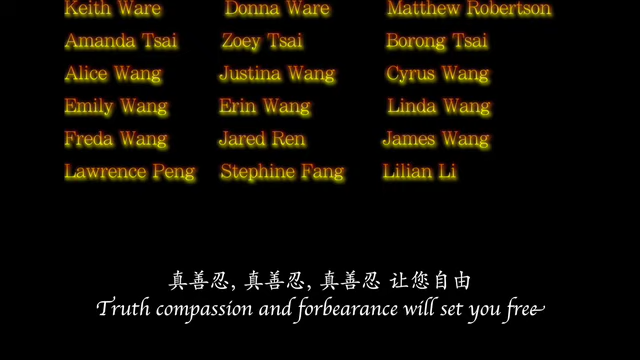 Keith Ware Donna Ware Matthew Robertson
Amanda Tsai Zoey Tsai Borong Tsai
Alice Wang Justina Wang Cyrus Wang
Emily Wang Erin Wang Linda Wang
Freda Wang Jared Ren James Wang
Lawrence Peng Stephine Fang Lilian Li
真善忍, 真善忍, 真善忍 让您自由
Truth compassion and forbearance will set you free